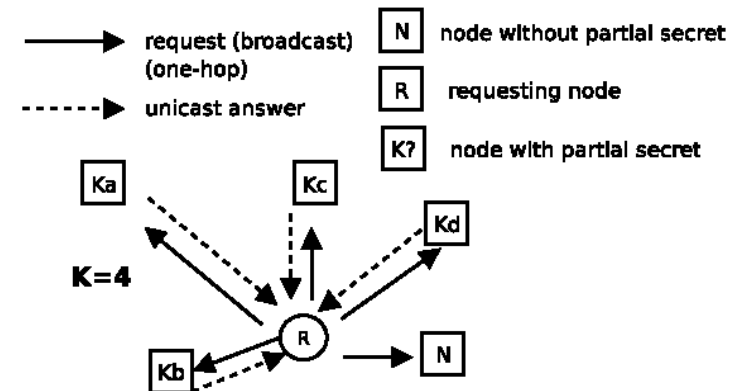 request (broadcast)
(one-hop)
unicast answer
N node without partial secret
R requesting node
K? node with partial secret
Ka
Kc
Kd
K=4
R
N
Kb